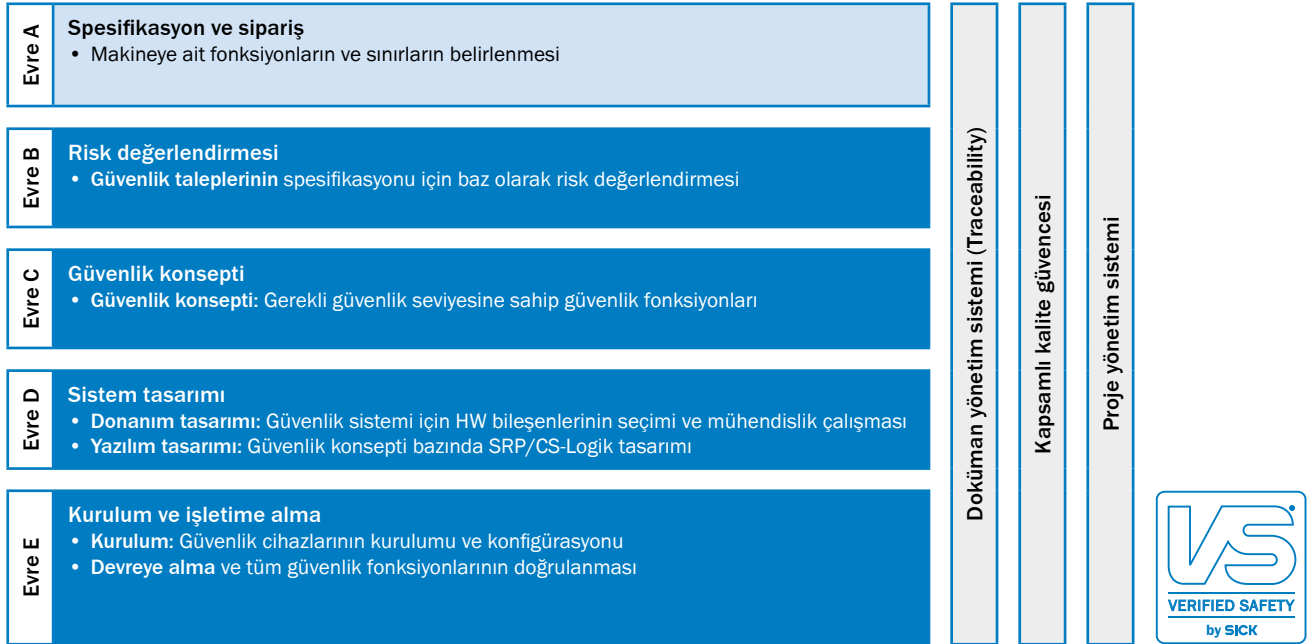 Evre A
Spesifikasyon ve sipariş
• Makineye ait fonksiyonların ve sınırların belirlenmesi
Evre B
Risk değerlendirmesi
• Güvenlik taleplerinin spesifikasyonu için baz olarak risk değerlendirmesi
Evre C
Güvenlik konsepti
• Güvenlik konsepti: Gerekli güvenlik seviyesine sahip güvenlik fonksiyonları
Evre D
Sistem tasarımı
• Donanım tasarımı: Güvenlik sistemi için HW bileşenlerinin seçimi ve mühendislik çalışması
• Yazılım tasarımı: Güvenlik konsepti bazında SRP/CS-Logik tasarımı
Evre E
Kurulum ve işletime alma
• Kurulum: Güvenlik cihazlarının kurulumu ve konfigürasyonu
• Devreye alma ve tüm güvenlik fonksiyonlarının doğrulanması
Doküman yönetim sistemi (Traceability)
Kapsamlı kalite güvencesi
Proje yönetim sistemi
VS
VERIFIED SAFETY
by SICK